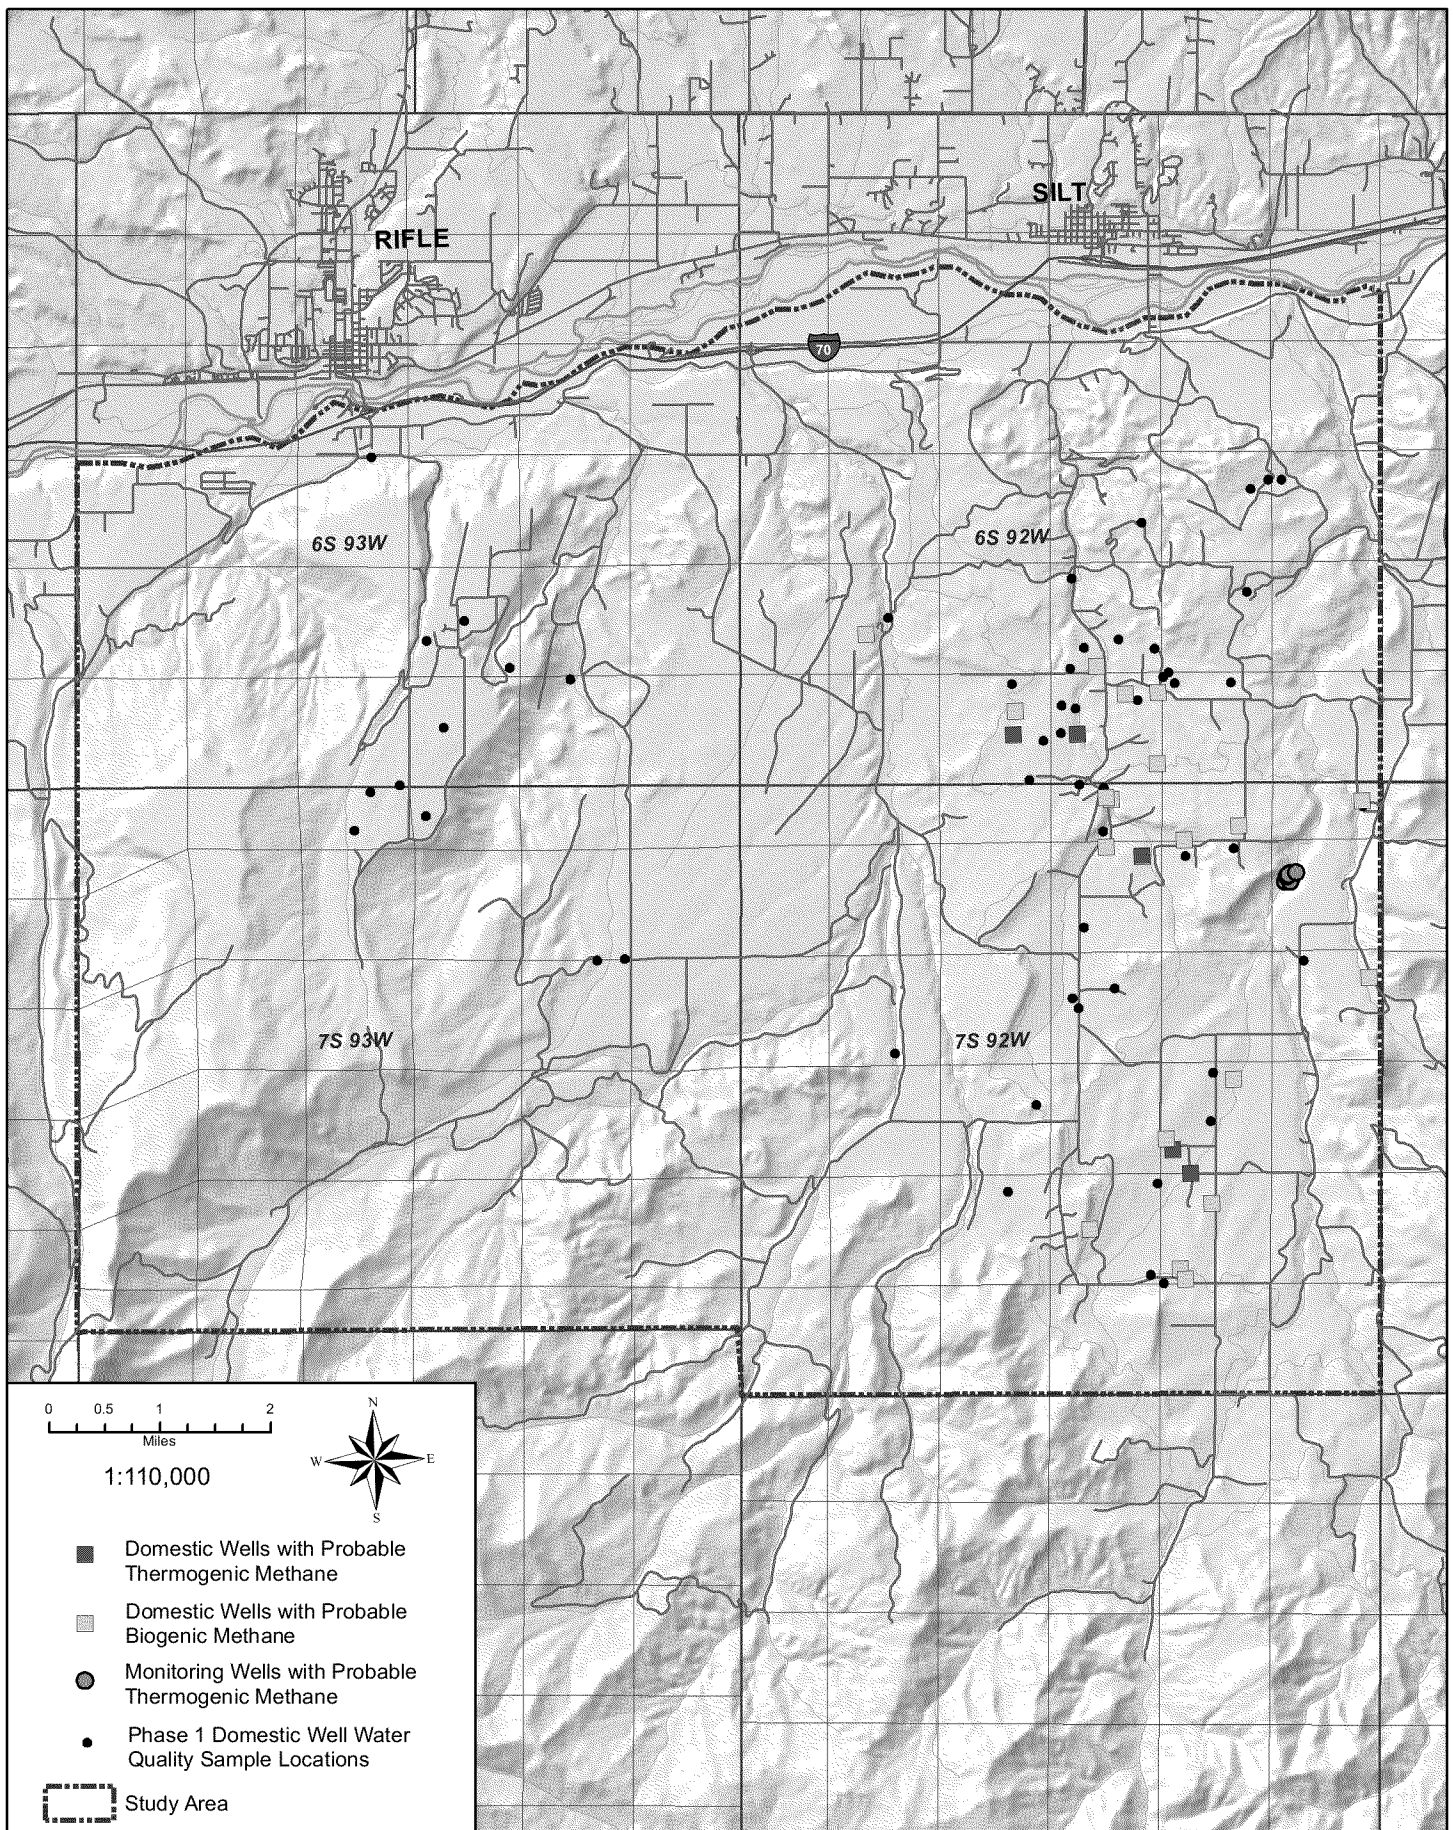 SILT
RIFLE
70
6S 93W
6S 92W
7S 93W
7S 92W
0 0.5 1 2
Miles
1:110,000
N
W E
S
Domestic Wells with Probable
Thermogenic Methane
Domestic Wells with Probable
Biogenic Methane
Monitoring Wells with Probable
Thermogenic Methane
Phase 1 Domestic Well Water
Quality Sample Locations
Study Area